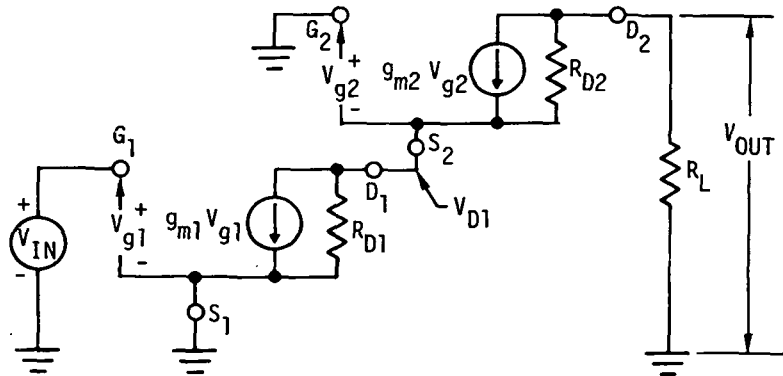 G2
+
Vg2
-
gm2 Vg2
RD2
D2
S2
VD1
VOUT
RL
G1
+
VIN
-
+
Vg1
-
gm1 Vg1
RD1
D1
S1